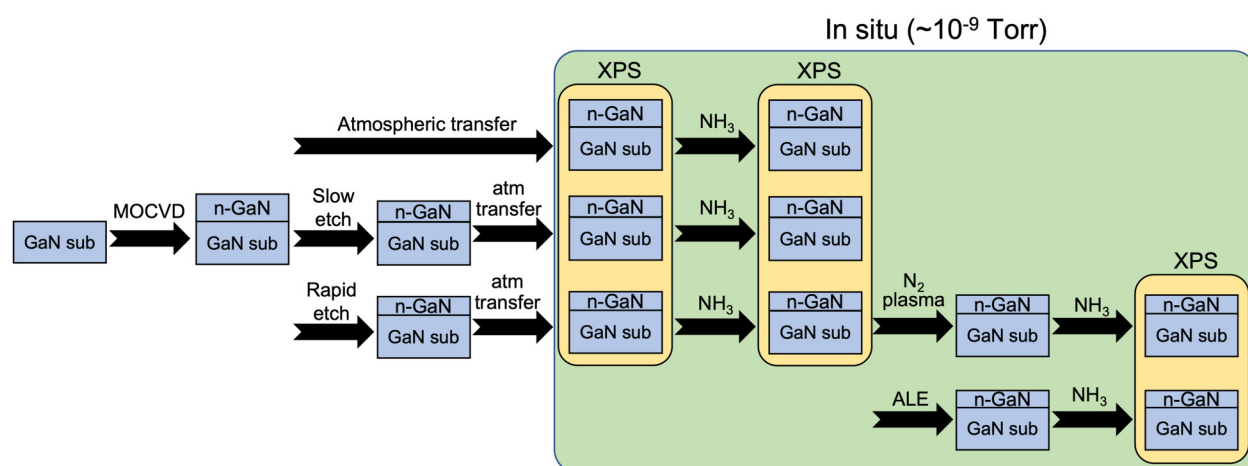 In situ (~10⁻⁹ Torr)
XPS
XPS
Atmospheric transfer
n-GaN
GaN sub
NH₃
n-GaN
GaN sub
GaN sub
MOCVD
n-GaN
GaN sub
Slow
etch
n-GaN
GaN sub
atm
transfer
n-GaN
GaN sub
NH₃
n-GaN
GaN sub
Rapid
etch
n-GaN
GaN sub
atm
transfer
n-GaN
GaN sub
NH₃
n-GaN
GaN sub
N₂
plasma
n-GaN
GaN sub
NH₃
XPS
n-GaN
GaN sub
ALE
n-GaN
GaN sub
NH₃
n-GaN
GaN sub